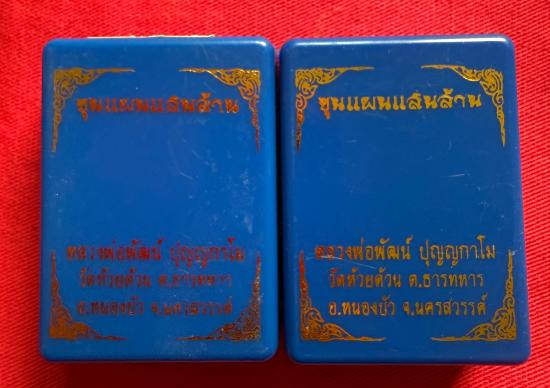 ขุนแผนแสนล้าน
หลวงพ่อพัฒน์ ปุญญกาโม
วัดห้วยด้วน ต.ธารทหาร
อ.หนองบัว จ.นครสวรรค์
ขุนแผนแสนล้าน
หลวงพ่อพัฒน์ ปุญญกาโม
วัดห้วยด้วน ต.ธารทหาร
อ.หนองบัว จ.นครสวรรค์